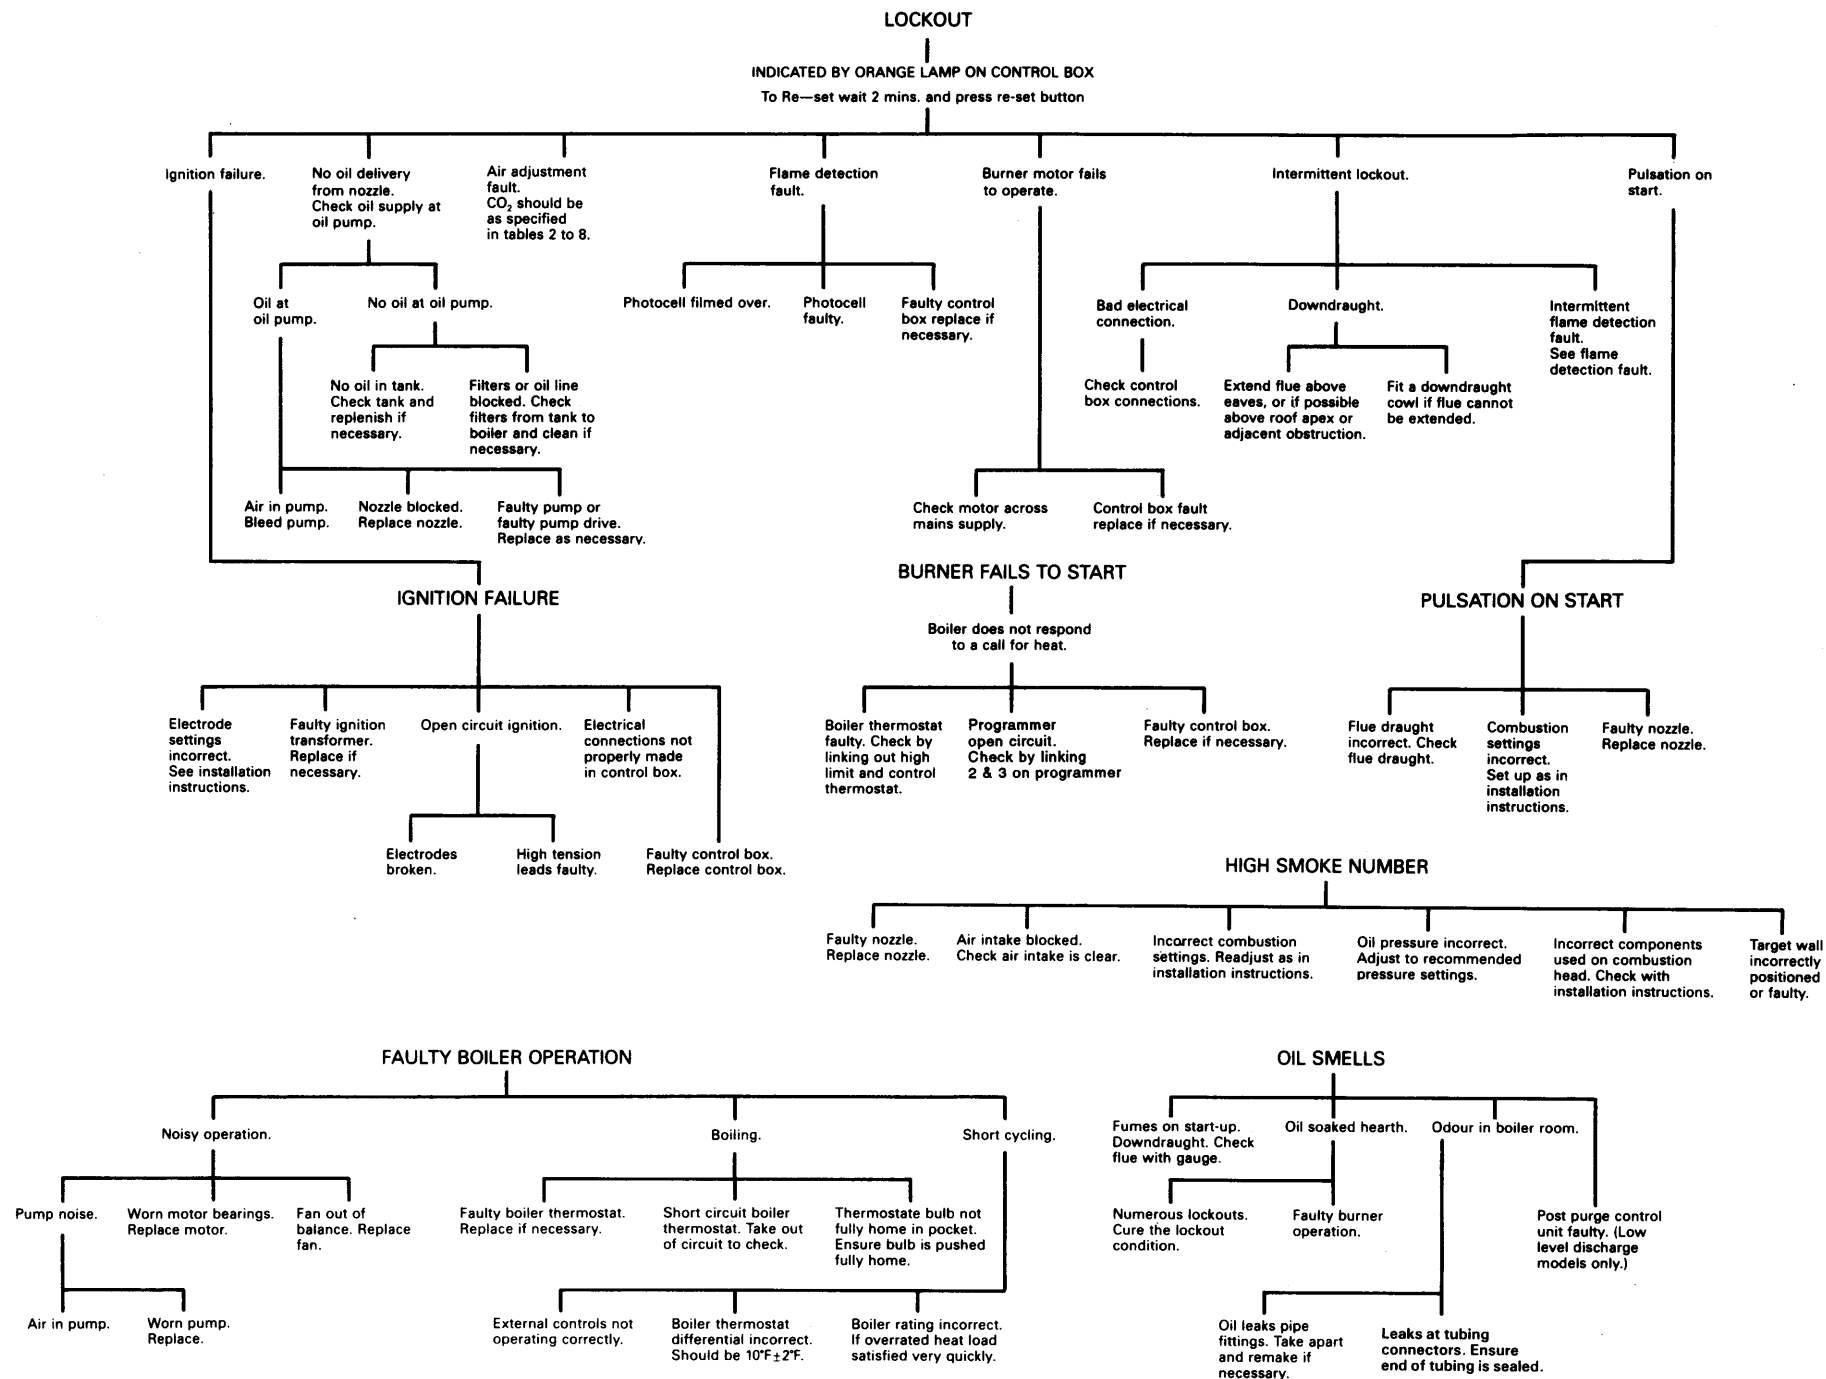 LOCKOUT
INDICATED BY ORANGE LAMP ON CONTROL BOX
To Re—set wait 2 mins. and press re-set button
Ignition failure.
No oil delivery
from nozzle.
Check oil supply at
oil pump.
Air adjustment
fault.
CO₂ should be
as specified
in tables 2 to 8.
Flame detection
fault.
Burner motor fails
to operate.
Intermittent lockout.
Pulsation on
start.
Oil at
oil pump.
No oil at oil pump.
Photocell filmed over.
Photocell
faulty.
Faulty control
box replace if
necessary.
Bad electrical
connection.
Downdraught.
Intermittent
flame detection
fault.
See flame
detection fault.
No oil in tank.
Check tank and
replenish if
necessary.
Filters or oil line
blocked. Check
filters from tank to
boiler and clean if
necessary.
Check control
box connections.
Extend flue above
eaves, or if possible
above roof apex or
adjacent obstruction.
Fit a downdraught
cowl if flue cannot
be extended.
Air in pump.
Bleed pump.
Nozzle blocked.
Replace nozzle.
Faulty pump or
faulty pump drive.
Replace as necessary.
Check motor across
mains supply.
Control box fault
replace if necessary.
IGNITION FAILURE
BURNER FAILS TO START
PULSATION ON START
Boiler does not respond
to a call for heat.
Electrode
settings
incorrect.
See installation
instructions.
Faulty ignition
transformer.
Replace if
necessary.
Open circuit ignition.
Electrical
connections not
properly made
in control box.
Boiler thermostat
faulty. Check by
linking out high
limit and control
thermostat.
Programmer
open circuit.
Check by linking
2 & 3 on programmer
Faulty control box.
Replace if necessary.
Flue draught
incorrect. Check
flue draught.
Combustion
settings
incorrect.
Set up as in
installation
instructions.
Faulty nozzle.
Replace nozzle.
Electrodes
broken.
High tension
leads faulty.
Faulty control box.
Replace control box.
HIGH SMOKE NUMBER
Faulty nozzle.
Replace nozzle.
Air intake blocked.
Check air intake is clear.
Incorrect combustion
settings. Readjust as in
installation instructions.
Oil pressure incorrect.
Adjust to recommended
pressure settings.
Incorrect components
used on combustion
head. Check with
installation instructions.
Target wall
incorrectly
positioned
or faulty.
FAULTY BOILER OPERATION
Noisy operation.
Boiling.
Short cycling.
Pump noise.
Worn motor bearings.
Replace motor.
Fan out of
balance. Replace
fan.
Faulty boiler thermostat.
Replace if necessary.
Short circuit boiler
thermostat. Take out
of circuit to check.
Thermostate bulb not
fully home in pocket.
Ensure bulb is pushed
fully home.
Air in pump.
Worn pump.
Replace.
External controls not
operating correctly.
Boiler thermostat
differential incorrect.
Should be 10°F±2°F.
Boiler rating incorrect.
If overrated heat load
satisfied very quickly.
OIL SMELLS
Fumes on start-up.
Downdraught. Check
flue with gauge.
Oil soaked hearth.
Odour in boiler room.
Numerous lockouts.
Cure the lockout
condition.
Faulty burner
operation.
Post purge control
unit faulty. (Low
level discharge
models only.)
Oil leaks pipe
fittings. Take apart
and remake if
necessary.
Leaks at tubing
connectors. Ensure
end of tubing is sealed.